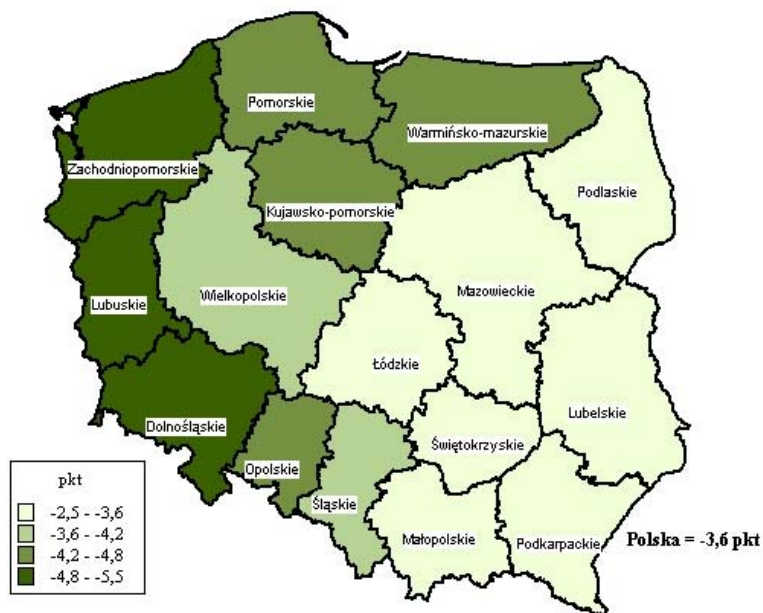 Pomorskie
Warmińsko-mazurskie
Zachodniopomorskie
Podlaskie
Kujawsko-pomorskie
Lubuskie
Wielkopolskie
Mazowieckie
Łódzkie
Lubelskie
Dolnośląskie
Świętokrzyskie
Opolskie
Śląskie
Małopolskie
Podkarpackie
Polska = -3,6 pkt
pkt
-2,5 - -3,6
-3,6 - -4,2
-4,2 - -4,8
-4,8 - -5,5